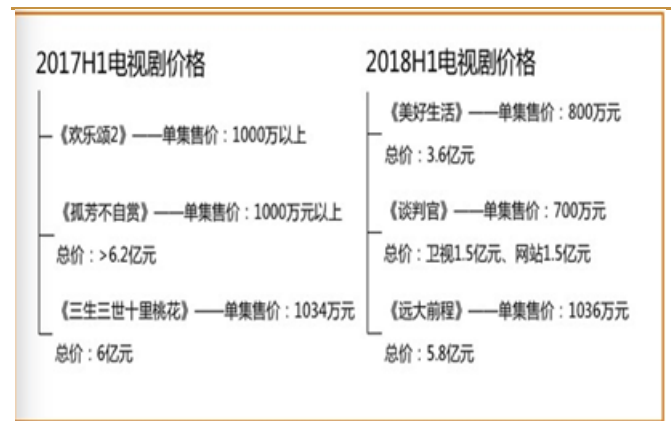 2017H1电视剧价格
《欢乐颂2》——单集售价：1000万以上
《孤芳不自赏》——单集售价：1000万元以上
总价：>6.2亿元
《三生三世十里桃花》——单集售价：1034万元
总价：6亿元
2018H1电视剧价格
《美好生活》——单集售价：800万元
总价：3.6亿元
《谈判官》——单集售价：700万元
总价：卫视1.5亿元、网站1.5亿元
《远大前程》——单集售价：1036万元
总价：5.8亿元